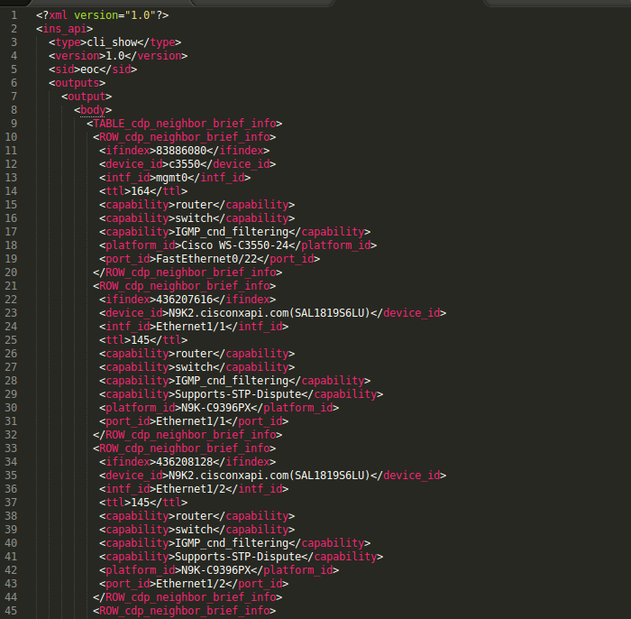 1 <?xml version="1.0"?>
2 <ins_api>
3 <type>cli_show</type>
4 <version>1.0</version>
5 <sid>eoc</sid>
6 <outputs>
7 <output>
8 <body>
9 <TABLE_cdp_neighbor_brief_info>
10 <ROW_cdp_neighbor_brief_info>
11 <ifindex>83886080</ifindex>
12 <device_id>c3550</device_id>
13 <intf_id>mgmt0</intf_id>
14 <ttl>164</ttl>
15 <capability>router</capability>
16 <capability>switch</capability>
17 <capability>IGMP_cnd_filtering</capability>
18 <platform_id>Cisco WS-C3550-24</platform_id>
19 <port_id>FastEthernet0/22</port_id>
20 </ROW_cdp_neighbor_brief_info>
21 <ROW_cdp_neighbor_brief_info>
22 <ifindex>436207616</ifindex>
23 <device_id>N9K2.cisconxapi.com(SAL1819S6LU)</device_id>
24 <intf_id>Ethernet1/1</intf_id>
25 <ttl>145</ttl>
26 <capability>router</capability>
27 <capability>switch</capability>
28 <capability>IGMP_cnd_filtering</capability>
29 <capability>Supports-STP-Dispute</capability>
30 <platform_id>N9K-C9396PX</platform_id>
31 <port_id>Ethernet1/1</port_id>
32 </ROW_cdp_neighbor_brief_info>
33 <ROW_cdp_neighbor_brief_info>
34 <ifindex>436208128</ifindex>
35 <device_id>N9K2.cisconxapi.com(SAL1819S6LU)</device_id>
36 <intf_id>Ethernet1/2</intf_id>
37 <ttl>145</ttl>
38 <capability>router</capability>
39 <capability>switch</capability>
40 <capability>IGMP_cnd_filtering</capability>
41 <capability>Supports-STP-Dispute</capability>
42 <platform_id>N9K-C9396PX</platform_id>
43 <port_id>Ethernet1/2</port_id>
44 </ROW_cdp_neighbor_brief_info>
45 <ROW_cdp_neighbor_brief_info>